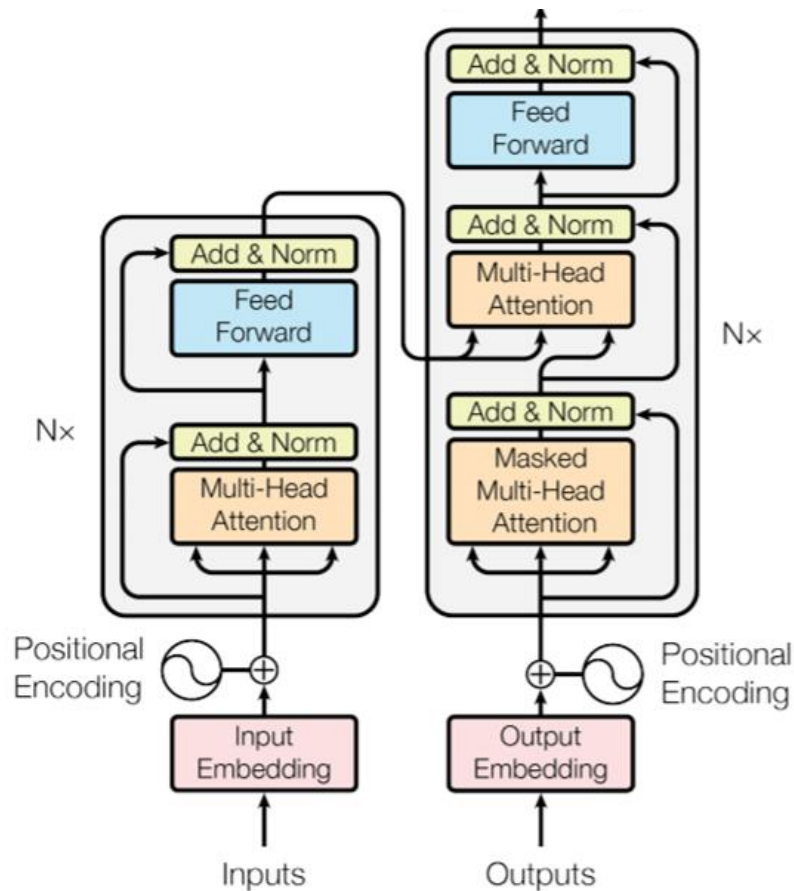 Add & Norm
Feed
Forward
Add & Norm
Multi-Head
Attention
Add & Norm
Masked
Multi-Head
Attention
Nx
Add & Norm
Feed
Forward
Add & Norm
Multi-Head
Attention
Nx
Positional
Encoding
Positional
Encoding
Input
Embedding
Output
Embedding
Inputs
Outputs